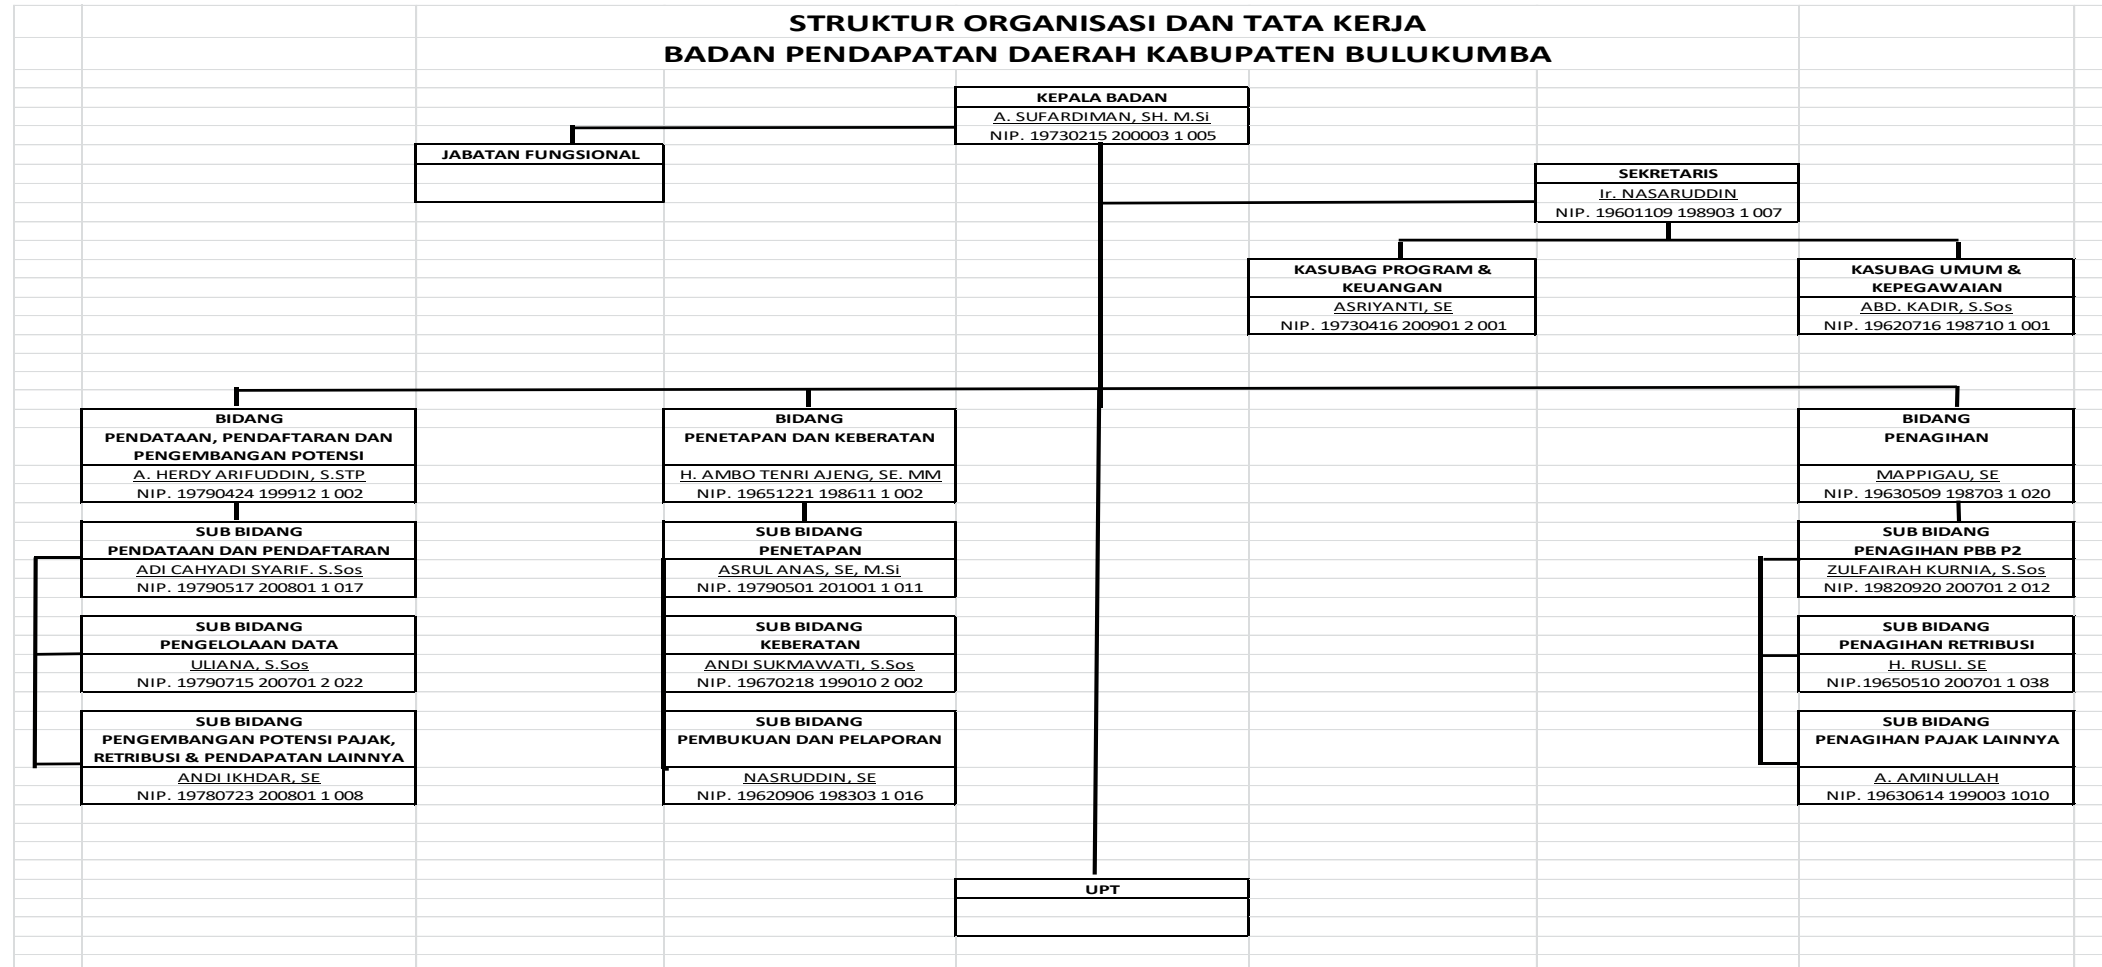 STRUKTUR ORGANISASI DAN TATA KERJA
BADAN PENDAPATAN DAERAH KABUPATEN BULUKUMBA
KEPALA BADAN
A. SUFARDIMAN, SH. M.Si
NIP. 19730215 200003 1 005
JABATAN FUNGSIONAL
SEKRETARIS
Ir. NASARUDDIN
NIP. 19601109 198903 1 007
KASUBAG PROGRAM &
KEUANGAN
ASRIYANTI, SE
NIP. 19730416 200901 2 001
KASUBAG UMUM &
KEPEGAWAIAN
ABD. KADIR, S.Sos
NIP. 19620716 198710 1 001
BIDANG
PENDATAAN, PENDAFTARAN DAN
PENGEMBANGAN POTENSI
A. HERDY ARIFUDDIN, S.STP
NIP. 19790424 199912 1 002
SUB BIDANG
PENDATAAN DAN PENDAFTARAN
ADI CAHYADI SYARIF. S.Sos
NIP. 19790517 200801 1 017
SUB BIDANG
PENGELOLAAN DATA
ULIANA, S.Sos
NIP. 19790715 200701 2 022
SUB BIDANG
PENGEMBANGAN POTENSI PAJAK,
RETRIBUSI & PENDAPATAN LAINNYA
ANDI IKHDAR, SE
NIP. 19780723 200801 1 008
BIDANG
PENETAPAN DAN KEBERATAN
H. AMBO TENRI AJENG, SE. MM
NIP. 19651221 198611 1 002
SUB BIDANG
PENETAPAN
ASRUL ANAS, SE, M.Si
NIP. 19790501 201001 1 011
SUB BIDANG
KEBERATAN
ANDI SUKMAWATI, S.Sos
NIP. 19670218 199010 2 002
SUB BIDANG
PEMBUKUAN DAN PELAPORAN
NASRUDDIN, SE
NIP. 19620906 198303 1 016
BIDANG
PENAGIHAN
MAPPIGAU, SE
NIP. 19630509 198703 1 020
SUB BIDANG
PENAGIHAN PBB P2
ZULFAIRAH KURNIA, S.Sos
NIP. 19820920 200701 2 012
SUB BIDANG
PENAGIHAN RETRIBUSI
H. RUSLI. SE
NIP.19650510 200701 1 038
SUB BIDANG
PENAGIHAN PAJAK LAINNYA
A. AMINULLAH
NIP. 19630614 199003 1010
UPT